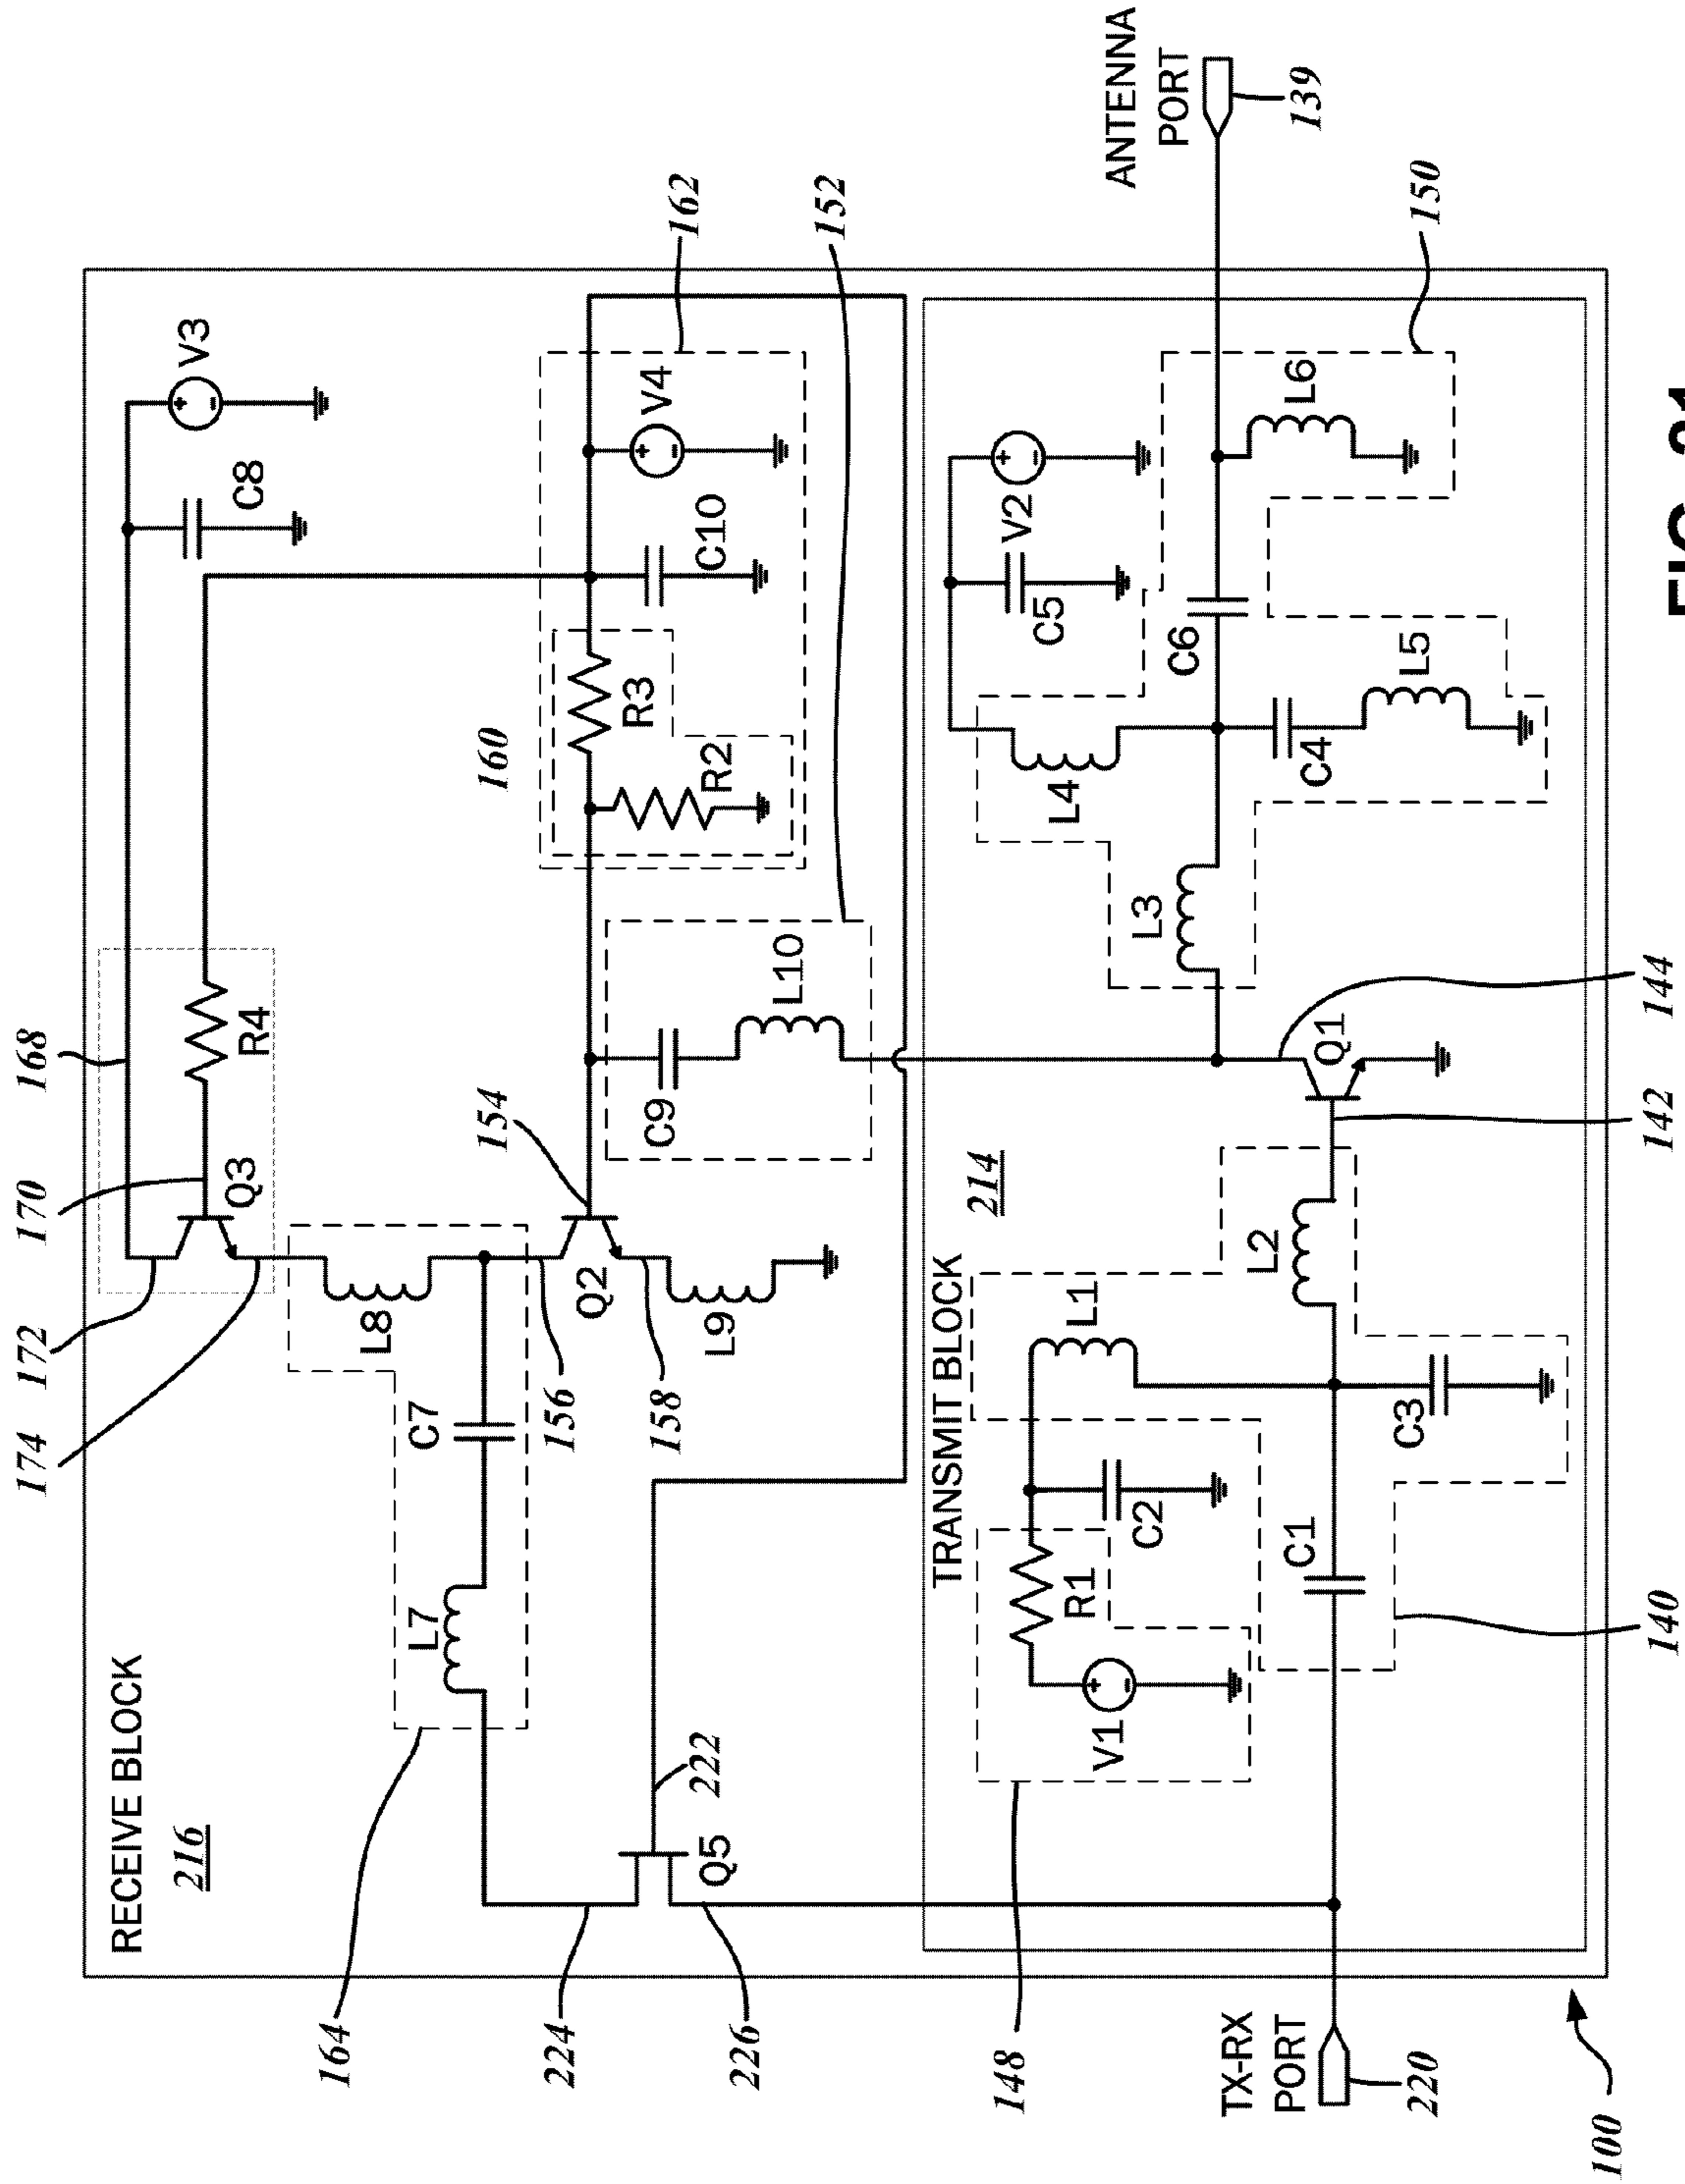 174
172
170
168
RECEIVE BLOCK
216
V3
C8
R4
Q3
164
L8
L7
C7
160
154
224
156
Q2
158
L9
222
Q5
226
R3
R2
C10
V4
162
152
C9
L10
TRANSMIT BLOCK
214
148
V1
R1
C2
L1
L4
C5
V2
ANTENNA
PORT
139
L3
C6
TX-RX
PORT
220
C1
L2
L6
Q1
C4
L5
C3
150
100
140
142
144